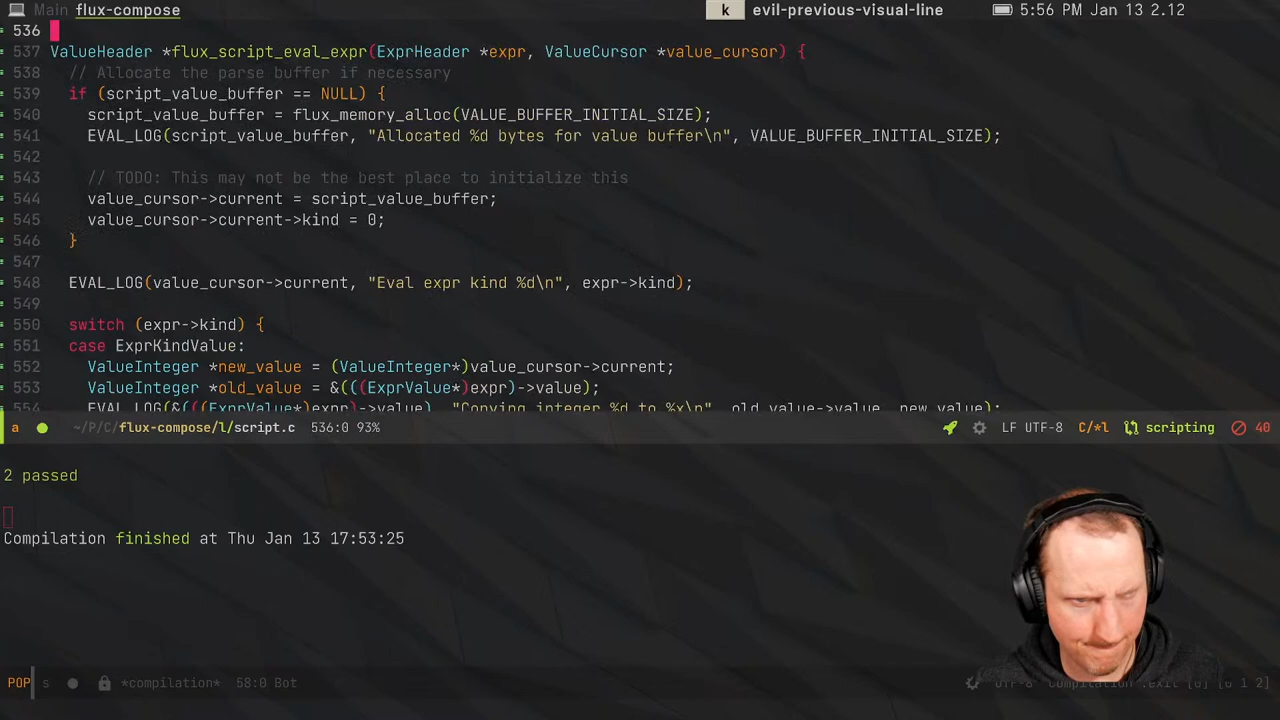 Main flux-compose k evil-previous-visual-line 5:56 PM Jan 13 2.12
536
537 ValueHeader *flux_script_eval_expr(ExprHeader *expr, ValueCursor *value_cursor) {
538 // Allocate the parse buffer if necessary
539 if (script_value_buffer == NULL) {
540 script_value_buffer = flux_memory_alloc(VALUE_BUFFER_INITIAL_SIZE);
541 EVAL_LOG(script_value_buffer, "Allocated %d bytes for value buffer\n", VALUE_BUFFER_INITIAL_SIZE);
542
543 // TODO: This may not be the best place to initialize this
544 value_cursor->current = script_value_buffer;
545 value_cursor->current->kind = 0;
546 }
547
548 EVAL_LOG(value_cursor->current, "Eval expr kind %d\n", expr->kind);
549
550 switch (expr->kind) {
551 case ExprKindValue:
552 ValueInteger *new_value = (ValueInteger*)value_cursor->current;
553 ValueInteger *old_value = &(((ExprValue*)expr)->value);
554 EVAL_LOG(&(((ExprValue*)expr)->value), "Copying integer %d to %x\n", old_value->value, new_value);
a ~/P/C/flux-compose/l/script.c 536:0 93% LF UTF-8 C/*l scripting 40
2 passed
Compilation finished at Thu Jan 13 17:53:25
POP s *compilation* 58:0 Bot UTF-8